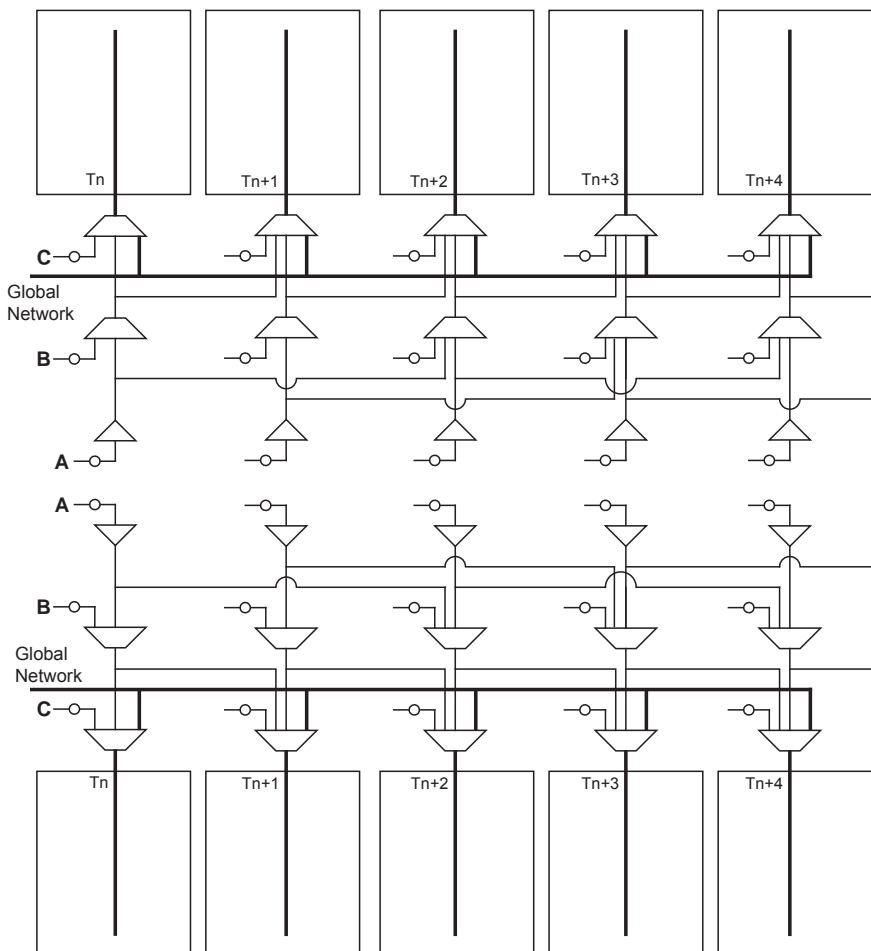 Tn Tn+1 Tn+2 Tn+3 Tn+4
C
Global
Network
B
A
A
B
Global
Network
C
Tn Tn+1 Tn+2 Tn+3 Tn+4